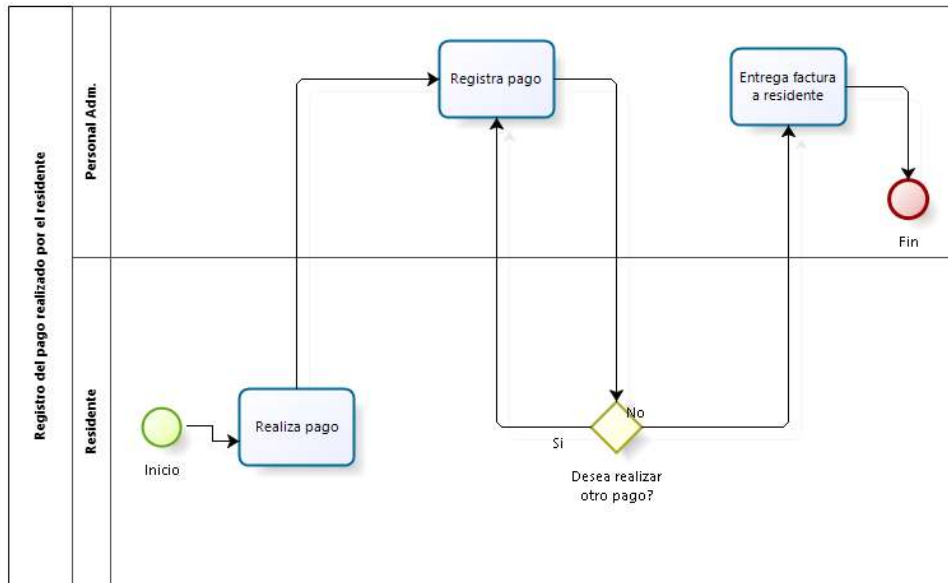 Registro del pago realizado por el residente
Personal Adm.
Registra pago
Entrega factura
a residente
Fin
Residente
Inicio
Realiza pago
Si
No
Desea realizar
otro pago?